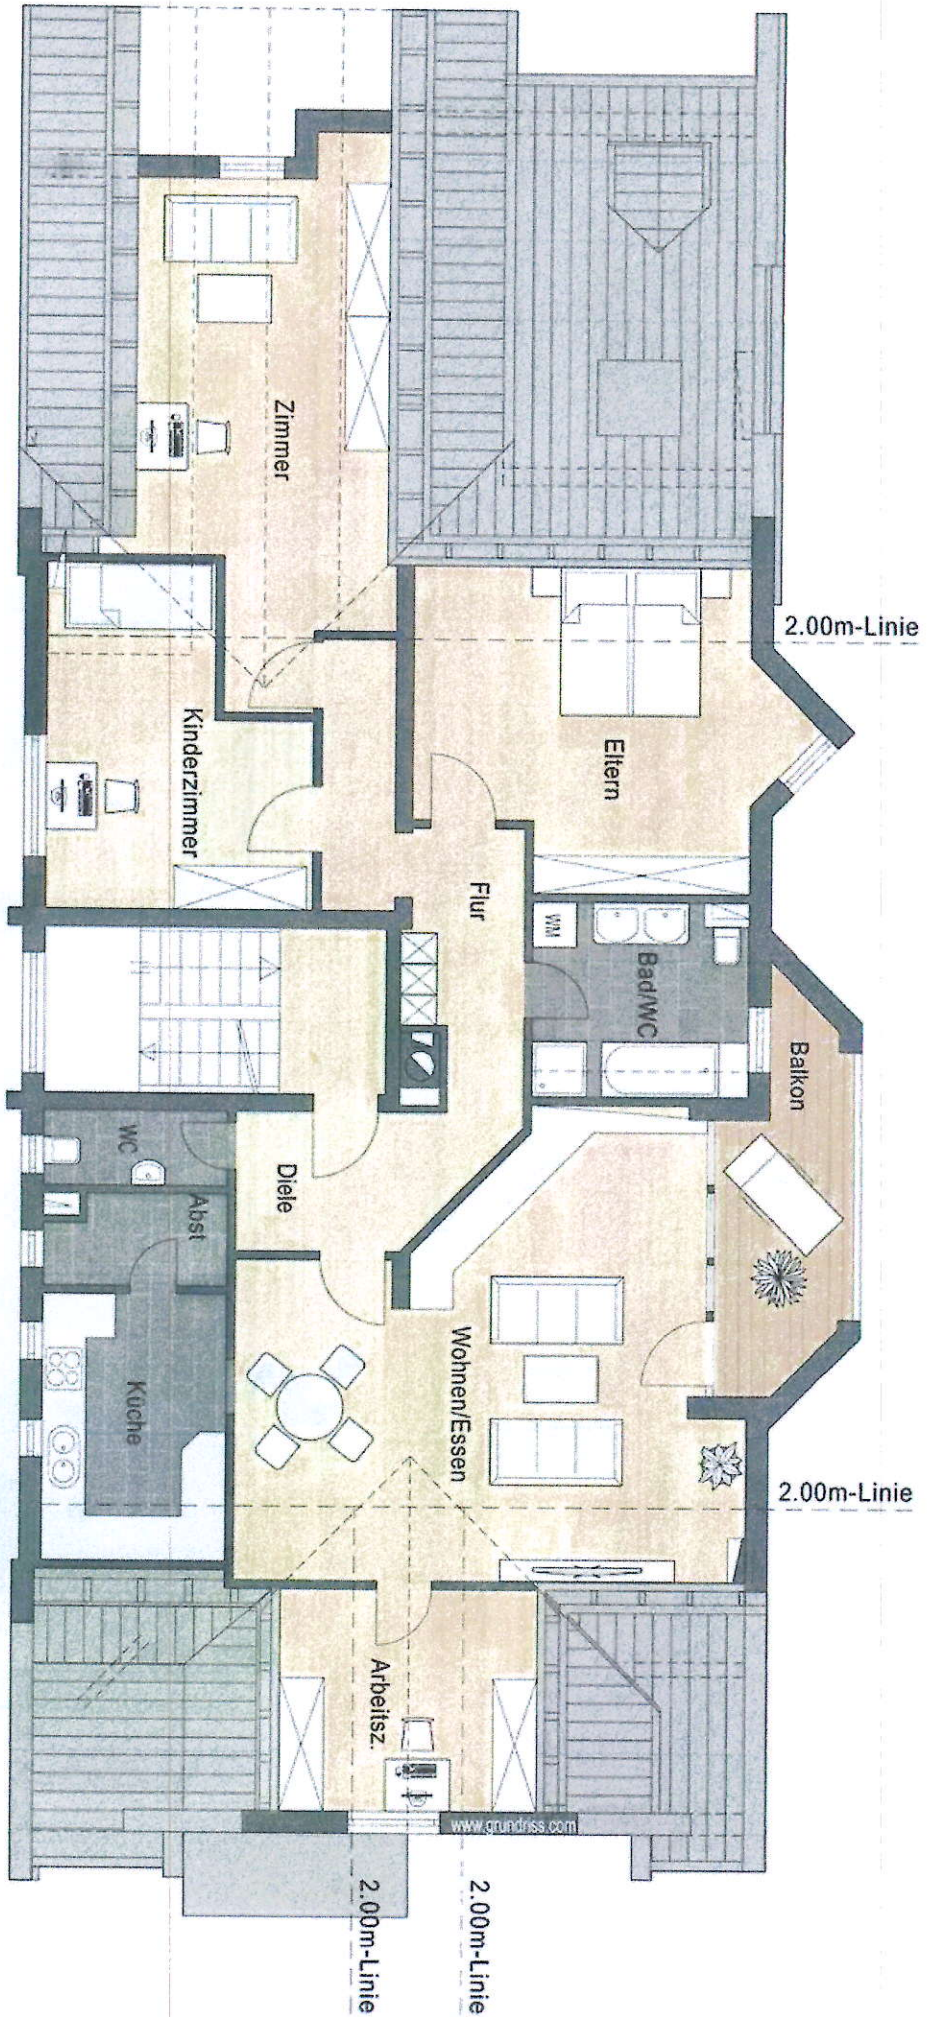 2.00m-Linie
Zimmer
Eltern
Kinderzimmer
Flur
WM
Bad/WC
Balkon
WC
Diele
Abst
Wohnen/Essen
Küche
2.00m-Linie
Arbeitsz.
www.grundriss.com
2.00m-Linie
2.00m-Linie